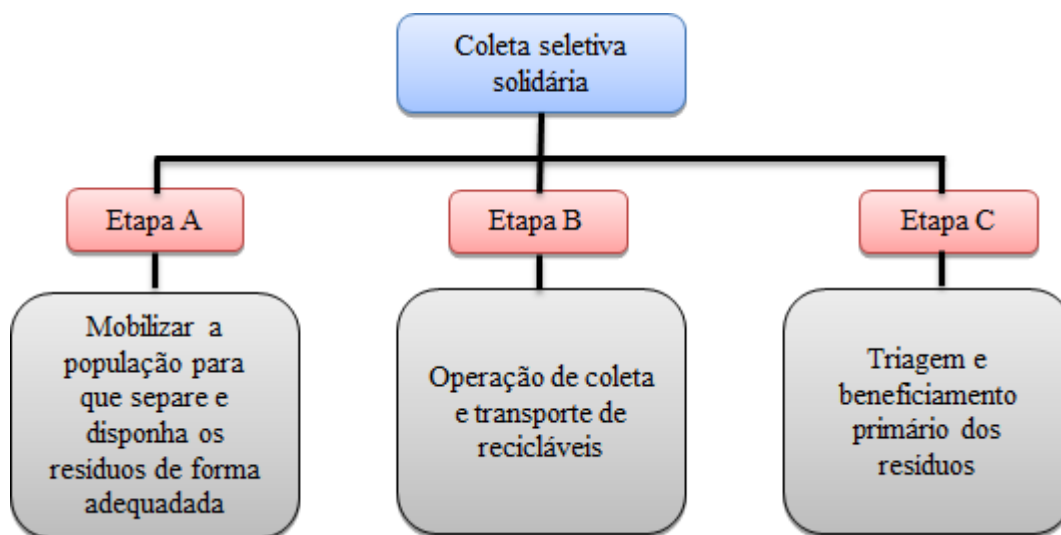 Coleta seletiva
solidária
Etapa A
Etapa B
Etapa C
Mobilizar a
população para
que separe e
disponha os
resíduos de forma
adequadada
Operação de coleta
e transporte de
recicláveis
Triagem e
beneficiamento
primário dos
resíduos